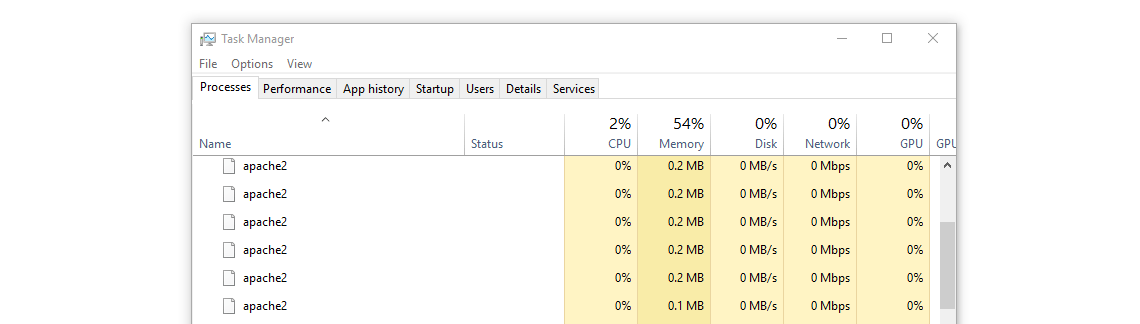 Task Manager
File Options View
Processes Performance App history Startup Users Details Services
2% 54% 0% 0% 0%
Name Status CPU Memory Disk Network GPU GPU
apache2 0% 0.2 MB 0 MB/s 0 Mbps 0%
apache2 0% 0.2 MB 0 MB/s 0 Mbps 0%
apache2 0% 0.2 MB 0 MB/s 0 Mbps 0%
apache2 0% 0.2 MB 0 MB/s 0 Mbps 0%
apache2 0% 0.2 MB 0 MB/s 0 Mbps 0%
apache2 0% 0.1 MB 0 MB/s 0 Mbps 0%